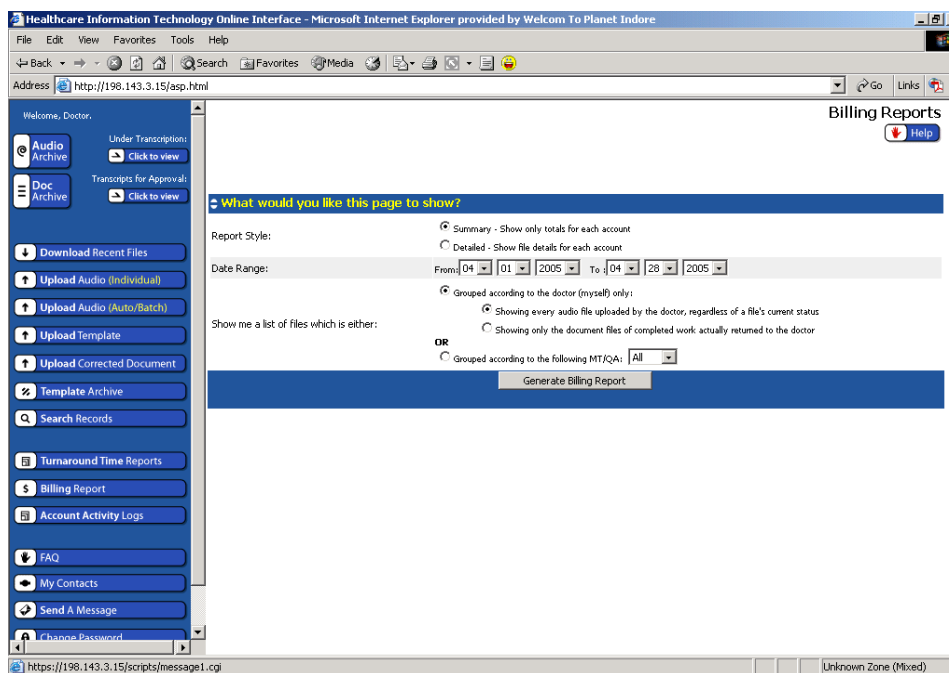 Healthcare Information Technology Online Interface - Microsoft Internet Explorer provided by Welcom To Planet Indore
File Edit View Favorites Tools Help
Back Search Favorites Media
Address http://198.143.3.15/asp.html Go Links
Welcome, Doctor.
Audio Archive
Under Transcription:
Click to view
Doc Archive
Transcripts for Approval:
Click to view
Download Recent Files
Upload Audio (Individual)
Upload Audio (Auto/Batch)
Upload Template
Upload Corrected Document
Template Archive
Search Records
Turnaround Time Reports
$ Billing Report
Account Activity Logs
FAQ
My Contacts
Send A Message
Change Password
Billing Reports
Help
What would you like this page to show?
Report Style:
Summary - Show only totals for each account
Detailed - Show file details for each account
Date Range:
From: 04 01 2005 To : 04 28 2005
Show me a list of files which is either:
Grouped according to the doctor (myself) only:
Showing every audio file uploaded by the doctor, regardless of a file's current status
Showing only the document files of completed work actually returned to the doctor
OR
Grouped according to the following MT/QA: All
Generate Billing Report
https://198.143.3.15/scripts/message1.cgi
Unknown Zone (Mixed)